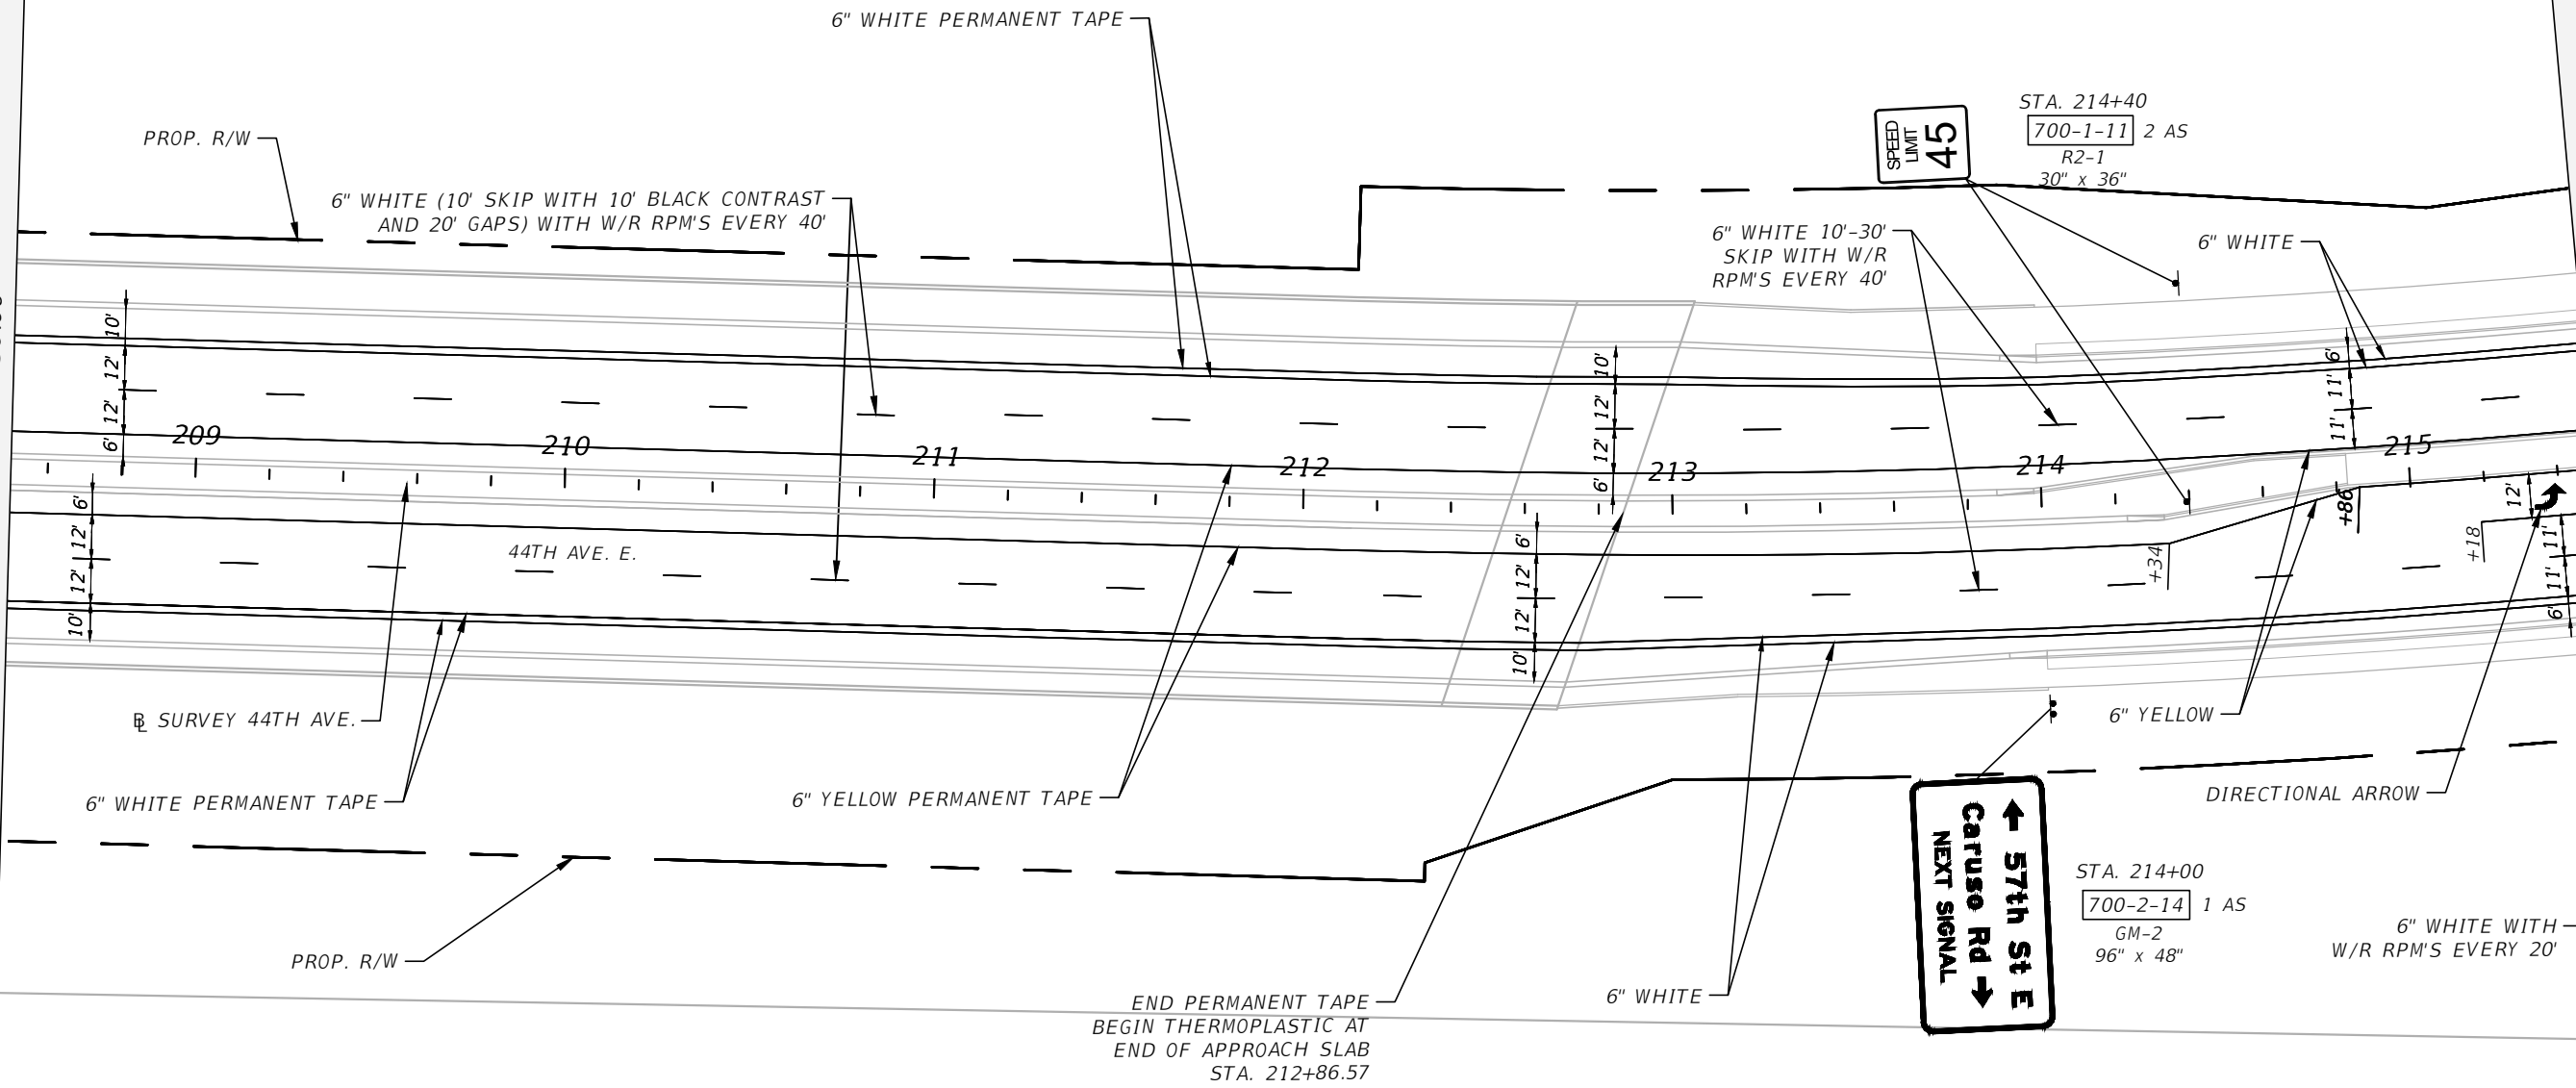 6" WHITE PERMANENT TAPE
PROP. R/W
6" WHITE (10' SKIP WITH 10' BLACK CONTRAST
AND 20' GAPS) WITH W/R RPM'S EVERY 40'
SPEED
LIMIT
45
STA. 214+40
700-1-11 2 AS
R2-1
30" x 36"
6" WHITE 10'-30'
SKIP WITH W/R
RPM'S EVERY 40'
6" WHITE
10'
12'
12'
6'
10'
12'
12'
6'
6'
11'
11'
209
210
211
212
213
214
215
6'
12'
12'
10'
44TH AVE. E.
6'
12'
12'
10'
+34
+86
+18
12'
11'
11'
6'
BL SURVEY 44TH AVE.
6" WHITE PERMANENT TAPE
6" YELLOW PERMANENT TAPE
6" YELLOW
DIRECTIONAL ARROW
PROP. R/W
END PERMANENT TAPE
BEGIN THERMOPLASTIC AT
END OF APPROACH SLAB
STA. 212+86.57
6" WHITE
← 57th St E
Caruso Rd →
NEXT SIGNAL
STA. 214+00
700-2-14 1 AS
GM-2
96" x 48"
6" WHITE WITH
W/R RPM'S EVERY 20'